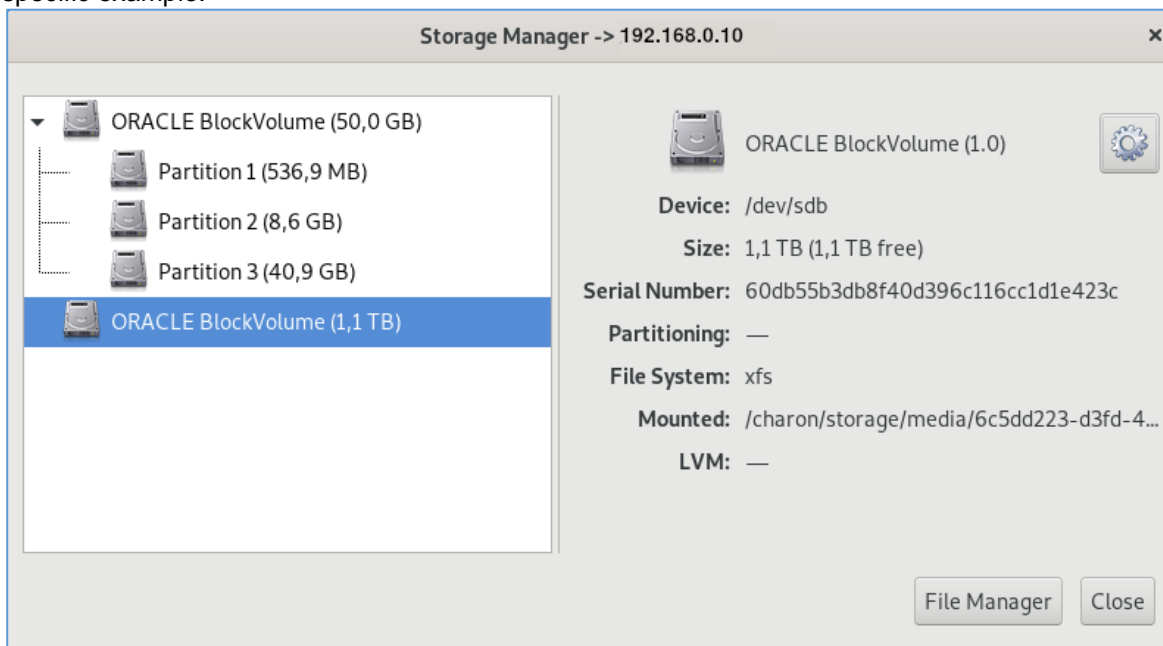 specific example:
Storage Manager -> 192.168.0.10
×
ORACLE BlockVolume (50,0 GB)
Partition 1 (536,9 MB)
Partition 2 (8,6 GB)
Partition 3 (40,9 GB)
ORACLE BlockVolume (1,1 TB)
ORACLE BlockVolume (1.0)
Device: /dev/sdb
Size: 1,1 TB (1,1 TB free)
Serial Number: 60db55b3db8f40d396c116cc1d1e423c
Partitioning: —
File System: xfs
Mounted: /charon/storage/media/6c5dd223-d3fd-4...
LVM: —
File Manager
Close